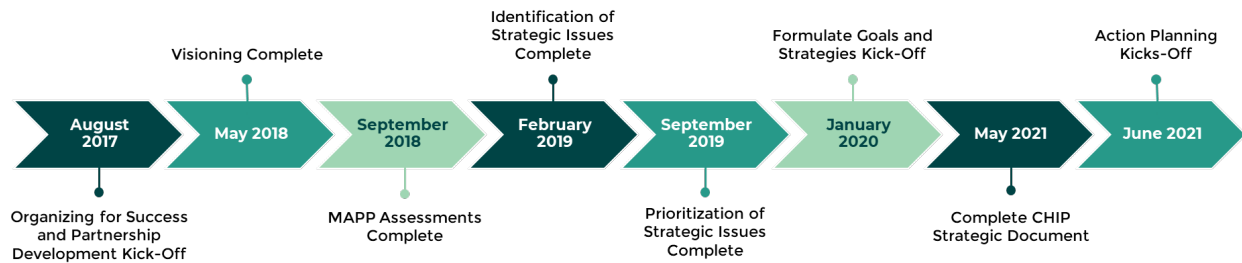 August
2017
Organizing for Success
and Partnership
Development Kick-Off
Visioning Complete
May 2018
September
2018
MAPP Assessments
Complete
Identification of
Strategic Issues
Complete
February
2019
September
2019
Prioritization of
Strategic Issues
Complete
Formulate Goals and
Strategies Kick-Off
January
2020
May 2021
Complete CHIP
Strategic Document
Action Planning
Kicks-Off
June 2021